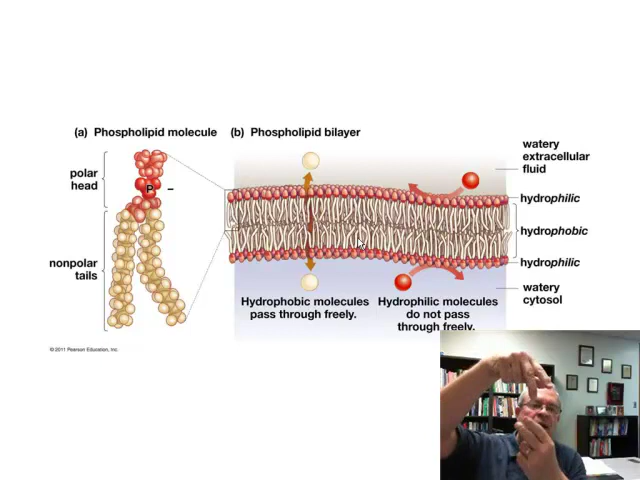 (a) Phospholipid molecule
(b) Phospholipid bilayer
polar
head
P –
nonpolar
tails
watery
extracellular
fluid
hydrophilic
hydrophobic
hydrophilic
watery
cytosol
Hydrophobic molecules
pass through freely.
Hydrophilic molecules
do not pass
through freely.
© 2011 Pearson Education, Inc.